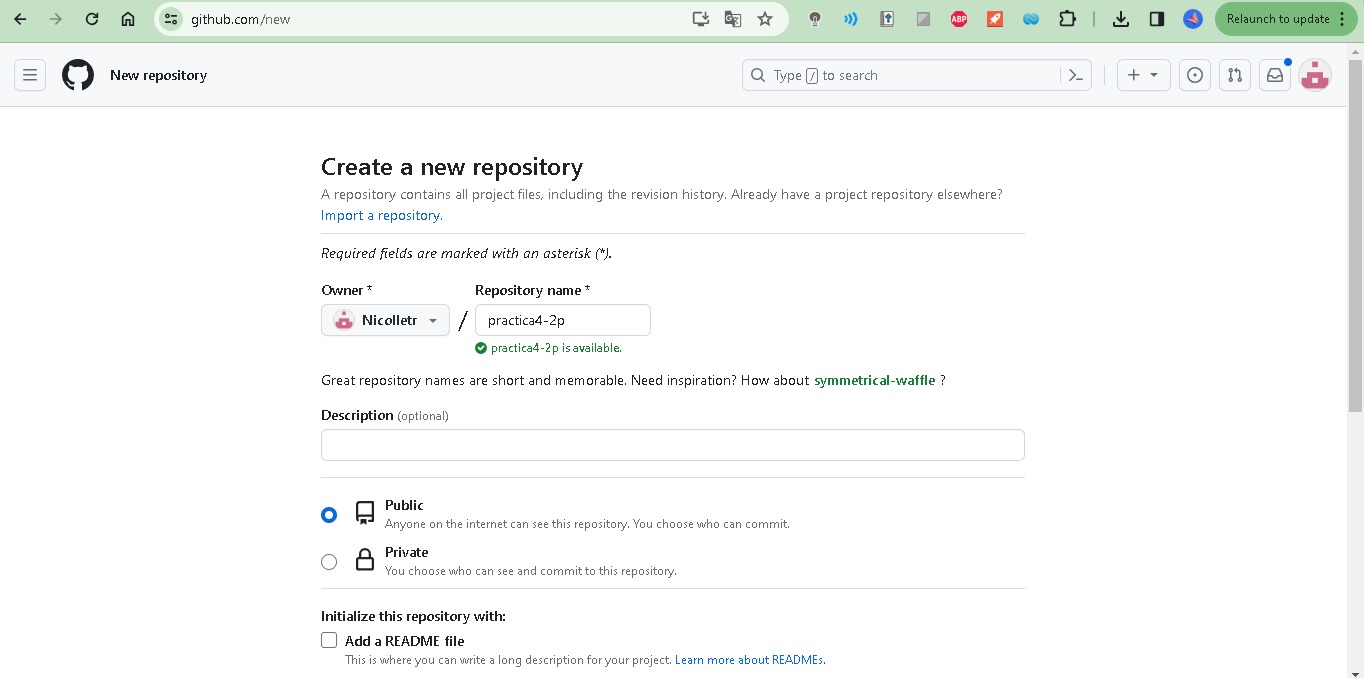 github.com/new
ABP
Relaunch to update
New repository
Type / to search
Create a new repository
A repository contains all project files, including the revision history. Already have a project repository elsewhere?
Import a repository.
Required fields are marked with an asterisk (*).
Owner * Repository name *
Nicolletr / practica4-2p
practica4-2p is available.
Great repository names are short and memorable. Need inspiration? How about symmetrical-waffle ?
Description (optional)
Public
Anyone on the internet can see this repository. You choose who can commit.
Private
You choose who can see and commit to this repository.
Initialize this repository with:
Add a README file
This is where you can write a long description for your project. Learn more about READMEs.